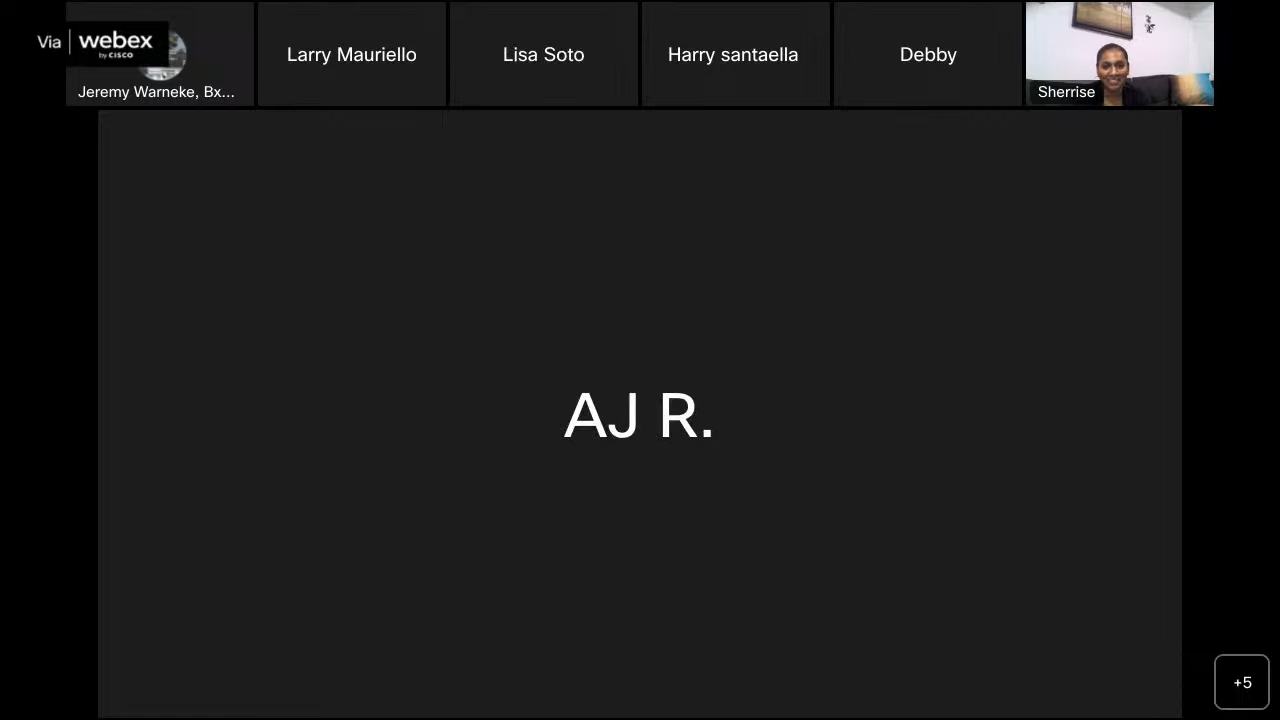 Via webex
by CISCO
Jeremy Warneke, Bx...
Larry Mauriello
Lisa Soto
Harry santaella
Debby
Sherrise
AJ R.
+5